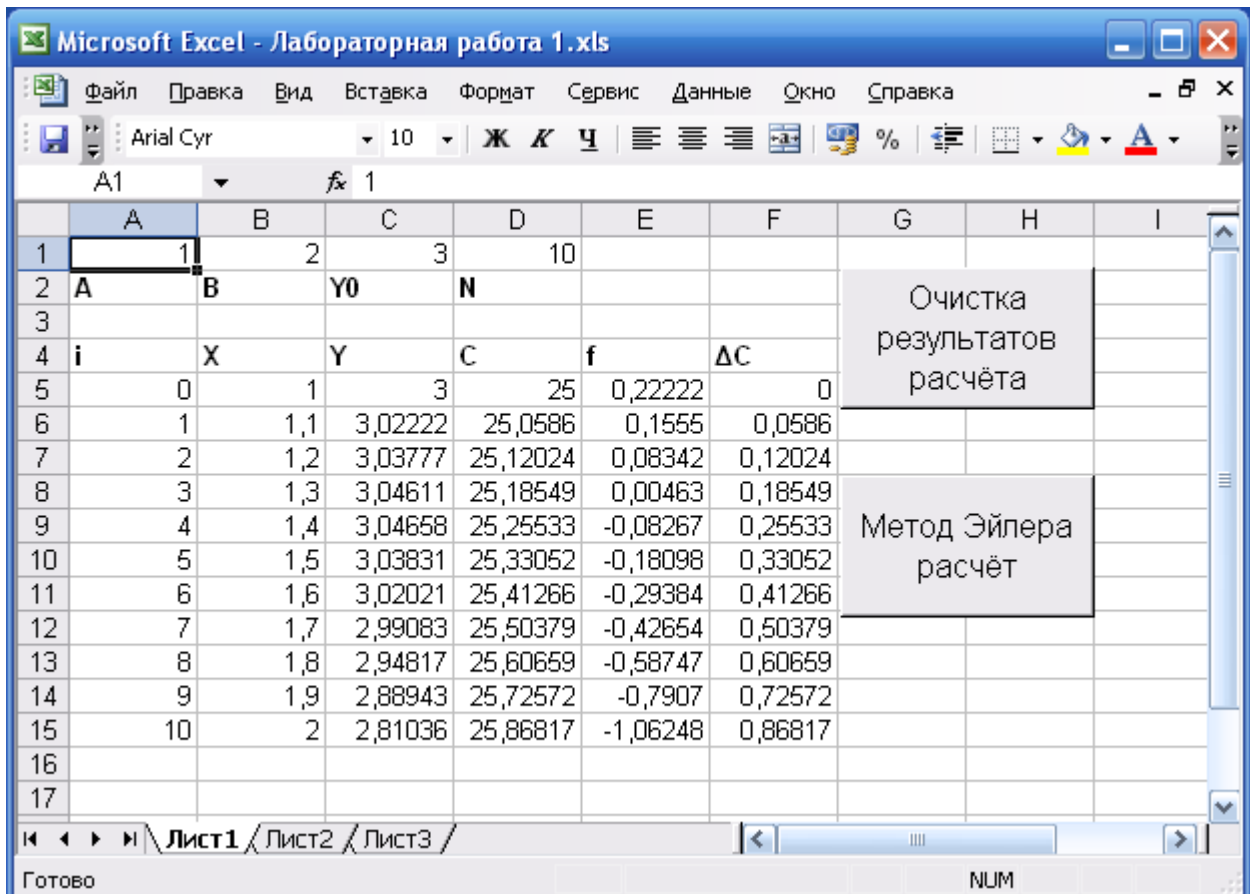 Microsoft Excel - Лабораторная работа 1.xls
Файл Правка Вид Вставка Формат Сервис Данные Окно Справка
Arial Cyr 10 Ж К Ч %  А
A1 fx 1
A B C D E F G H I
1 1 2 3 10
2 A B Y0 N
3
4 i X Y C f ΔC
5 0 1 3 25 0,22222 0
6 1 1,1 3,02222 25,0586 0,1555 0,0586
7 2 1,2 3,03777 25,12024 0,08342 0,12024
8 3 1,3 3,04611 25,18549 0,00463 0,18549
9 4 1,4 3,04658 25,25533 -0,08267 0,25533
10 5 1,5 3,03831 25,33052 -0,18098 0,33052
11 6 1,6 3,02021 25,41266 -0,29384 0,41266
12 7 1,7 2,99083 25,50379 -0,42654 0,50379
13 8 1,8 2,94817 25,60659 -0,58747 0,60659
14 9 1,9 2,88943 25,72572 -0,7907 0,72572
15 10 2 2,81036 25,86817 -1,06248 0,86817
16
17
Очистка
результатов
расчёта
Метод Эйлера
расчёт
Лист1 Лист2 Лист3
Готово NUM